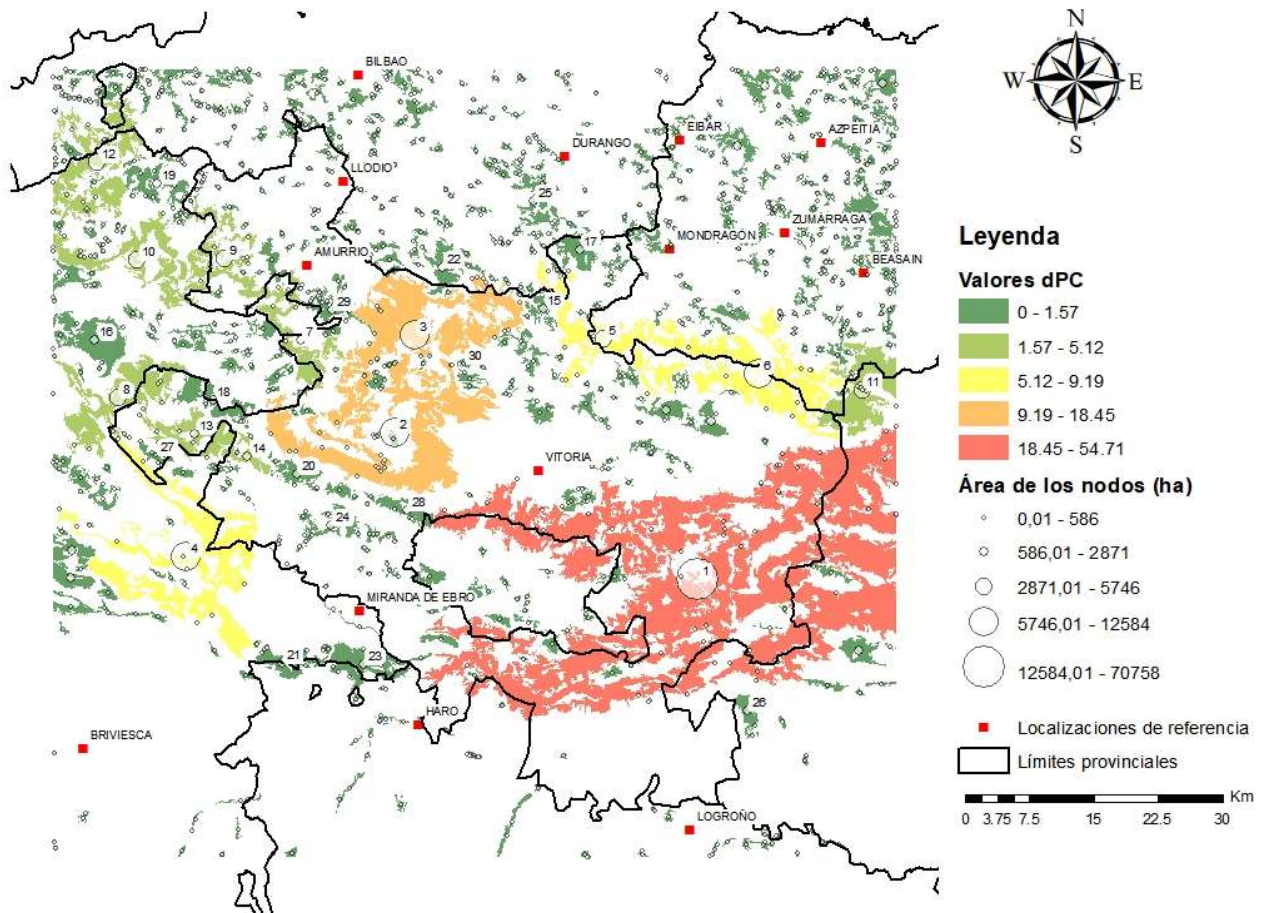 BILBAO
DURANGO
EIBAR
AZPEITIA
LLODIO
12
19
25
ZUMARRAGA
MONDRAGÓN
17
AMURRIO
BEASAIN
10
9
22
29
15
3
16
7
5
30
6
8
18
11
13
2
27
14
VITORIA
20
28
24
4
1
MIRANDA DE EBRO
21
23
26
HARO
BRIVIESCA
LOGROÑO
N
W
E
S
Leyenda
Valores dPC
0 - 1.57
1.57 - 5.12
5.12 - 9.19
9.19 - 18.45
18.45 - 54.71
Área de los nodos (ha)
0,01 - 586
586,01 - 2871
2871,01 - 5746
5746,01 - 12584
12584,01 - 70758
Localizaciones de referencia
Límites provinciales
Km
0 3.75 7.5 15 22.5 30